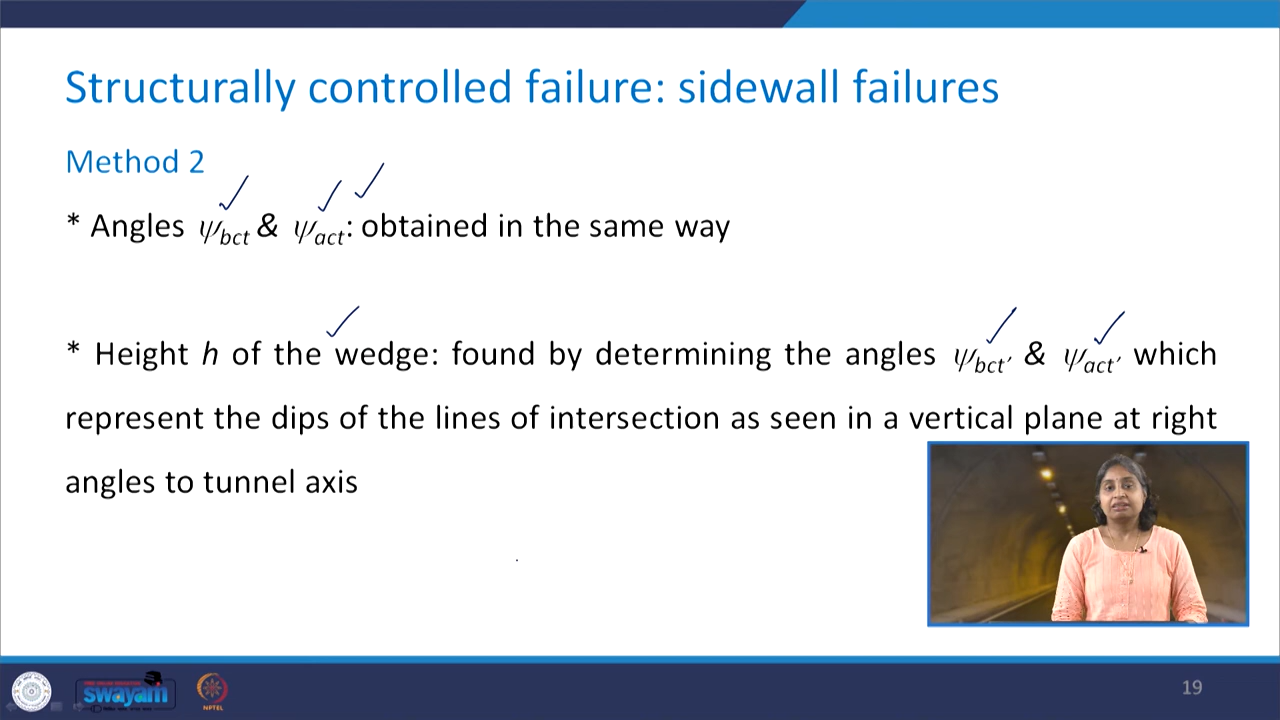 Structurally controlled failure: sidewall failures
Method 2
* Angles ψbct & ψact: obtained in the same way
* Height h of the wedge: found by determining the angles ψbct′ & ψact′ which
represent the dips of the lines of intersection as seen in a vertical plane at right
angles to tunnel axis
swayam
NPTEL
19